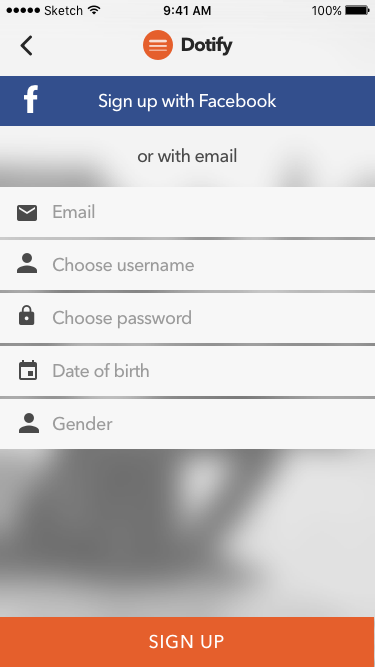 Sketch 9:41 AM 100%
Dotify
Sign up with Facebook
or with email
Email
Choose username
Choose password
Date of birth
Gender
SIGN UP